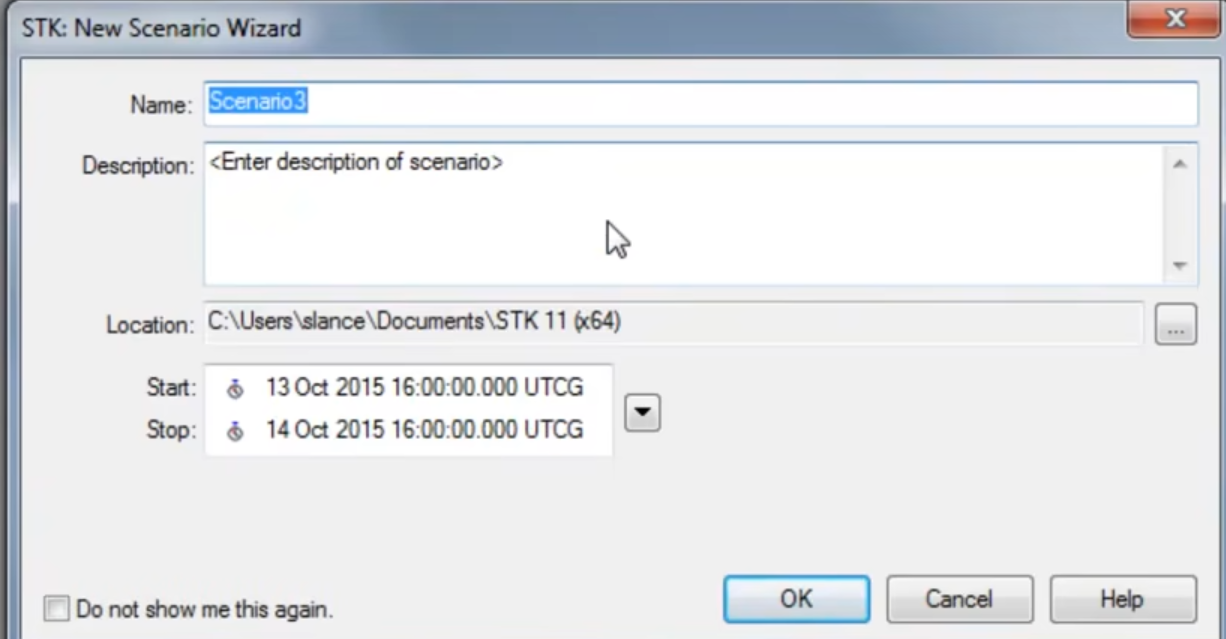 STK: New Scenario Wizard
Name: Scenario3
Description: <Enter description of scenario>
Location: C:\Users\slance\Documents\STK 11 (x64) ...
Start: 13 Oct 2015 16:00:00.000 UTCG
Stop: 14 Oct 2015 16:00:00.000 UTCG
Do not show me this again. OK Cancel Help